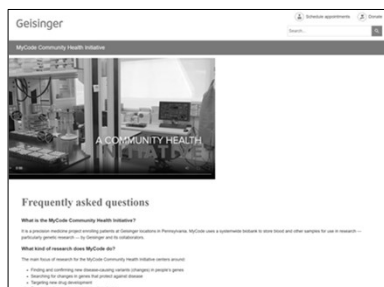 Geisinger
Schedule appointments
Donate
Search...
MyCode Community Health Initiative
A COMMUNITY HEALTH
INITIATIVE
Frequently asked questions
What is the MyCode Community Health Initiative?
It is a precision medicine project enrolling patients at Geisinger locations in Pennsylvania. MyCode uses a systemwide biobank to store blood and other samples for use in research —
particularly genetic research — by Geisinger and its collaborators.
What kind of research does MyCode do?
The main focus of research for the MyCode Community Health Initiative centers around:
Finding and confirming new disease-causing variants (changes) in people's genes
Searching for changes in genes that protect against disease
Targeting new drug development